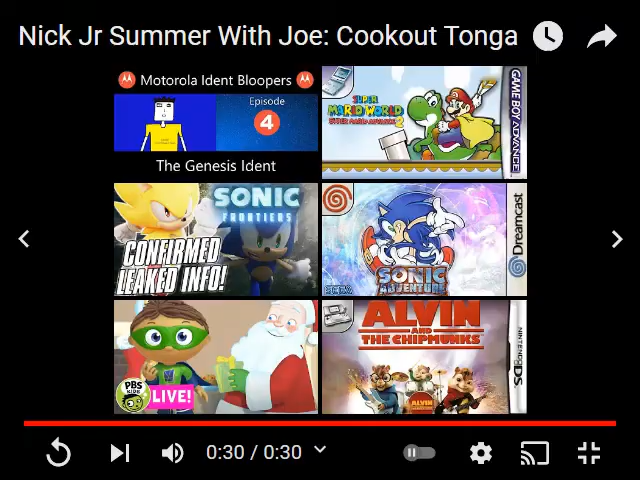 Nick Jr Summer With Joe: Cookout Tonga
Motorola Ident Bloopers
Episode
4
The Genesis Ident
SUPER
MARIO WORLD
SUPER MARIO ADVANCE 2
GAME BOY ADVANCE
SONIC
FRONTIERS
CONFIRMED
LEAKED INFO!
SONIC
ADVENTURE
SEGA
Dreamcast
PBS
KIDS
LIVE!
ALVIN
AND
THE CHIPMUNKS
ALVIN
NINTENDO DS
0:30 / 0:30